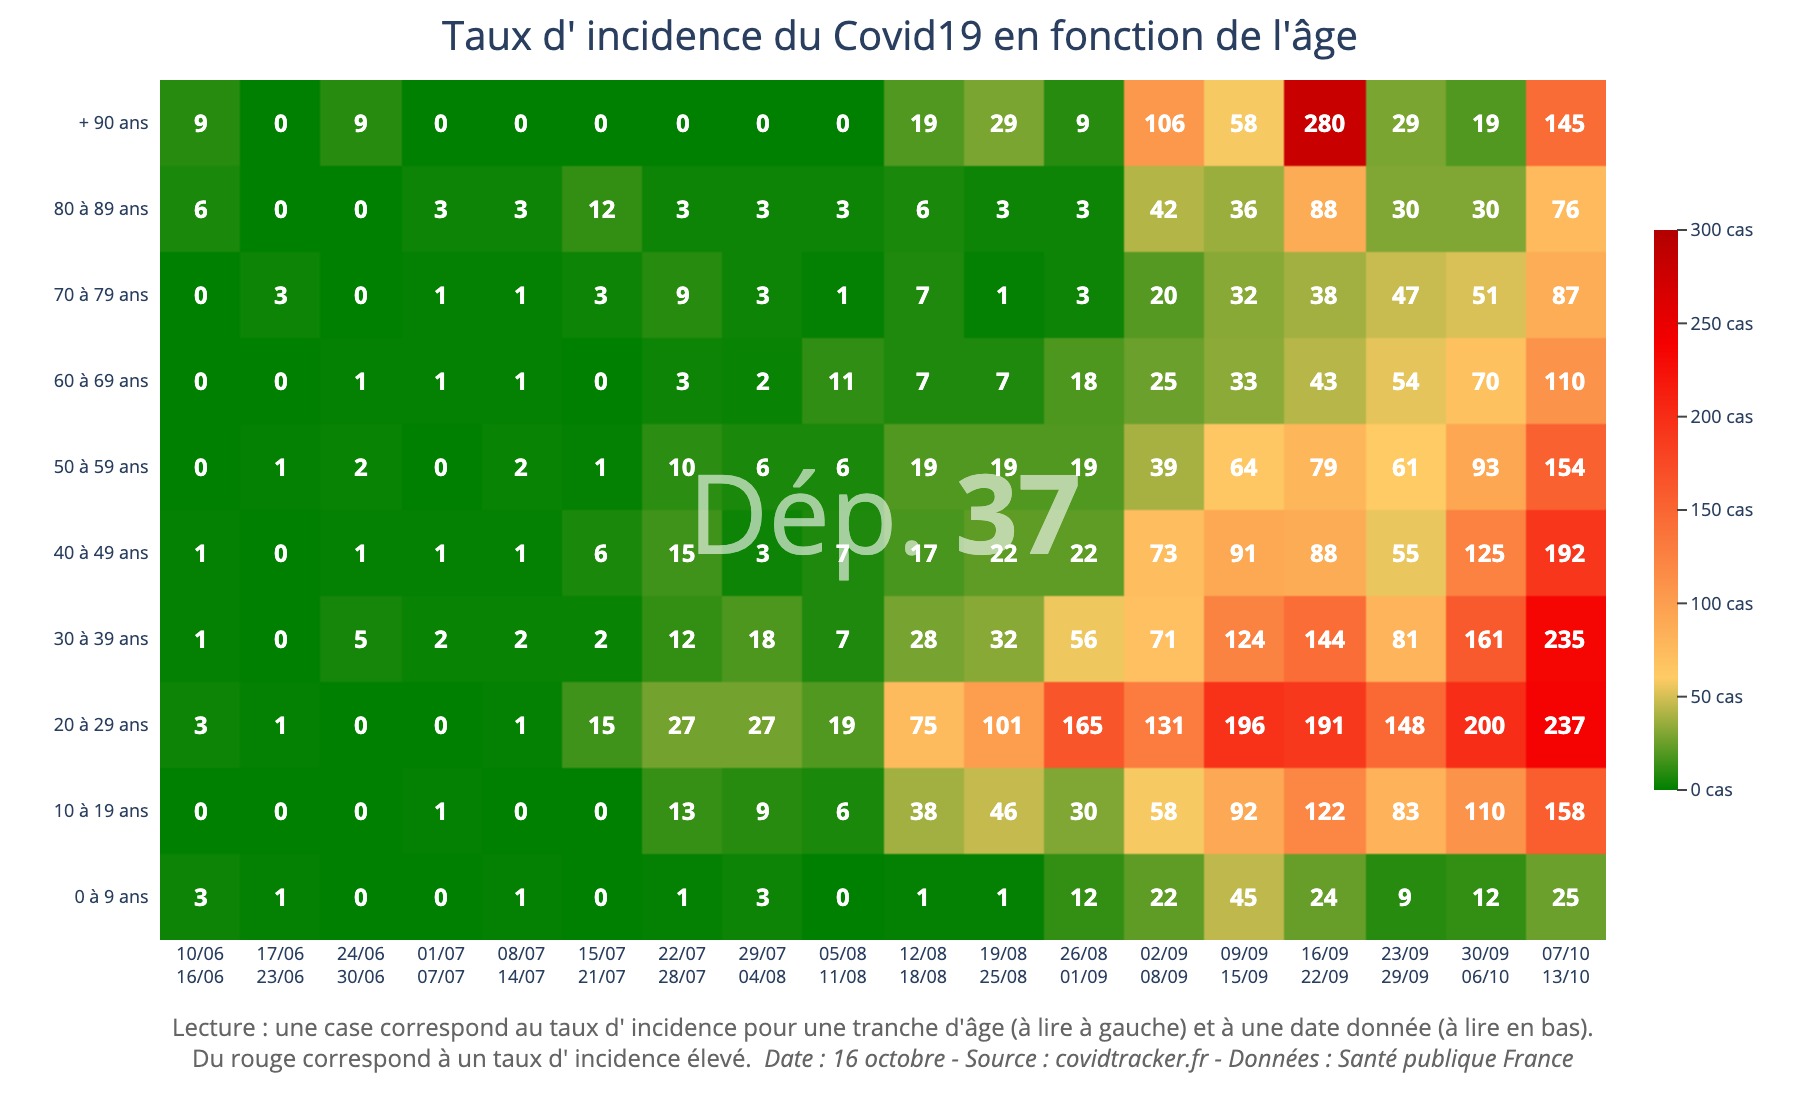 Taux d' incidence du Covid19 en fonction de l'âge
+ 90 ans 9 0 9 0 0 0 0 0 0 19 29 9 106 58 280 29 19 145
80 à 89 ans 6 0 0 3 3 12 3 3 3 6 3 3 42 36 88 30 30 76
70 à 79 ans 0 3 0 1 1 3 9 3 1 7 1 3 20 32 38 47 51 87
60 à 69 ans 0 0 1 1 1 0 3 2 11 7 7 18 25 33 43 54 70 110
50 à 59 ans 0 1 2 0 2 1 10 6 6 19 19 19 39 64 79 61 93 154
Dép. 37
40 à 49 ans 1 0 1 1 1 6 15 3 7 17 22 22 73 91 88 55 125 192
30 à 39 ans 1 0 5 2 2 2 12 18 7 28 32 56 71 124 144 81 161 235
20 à 29 ans 3 1 0 0 1 15 27 27 19 75 101 165 131 196 191 148 200 237
10 à 19 ans 0 0 0 1 0 0 13 9 6 38 46 30 58 92 122 83 110 158
0 à 9 ans 3 1 0 0 1 0 1 3 0 1 1 12 22 45 24 9 12 25
10/06 17/06 24/06 01/07 08/07 15/07 22/07 29/07 05/08 12/08 19/08 26/08 02/09 09/09 16/09 23/09 30/09 07/10
16/06 23/06 30/06 07/07 14/07 21/07 28/07 04/08 11/08 18/08 25/08 01/09 08/09 15/09 22/09 29/09 06/10 13/10
300 cas
250 cas
200 cas
150 cas
100 cas
50 cas
0 cas
Lecture : une case correspond au taux d' incidence pour une tranche d'âge (à lire à gauche) et à une date donnée (à lire en bas).
Du rouge correspond à un taux d' incidence élevé. Date : 16 octobre - Source : covidtracker.fr - Données : Santé publique France